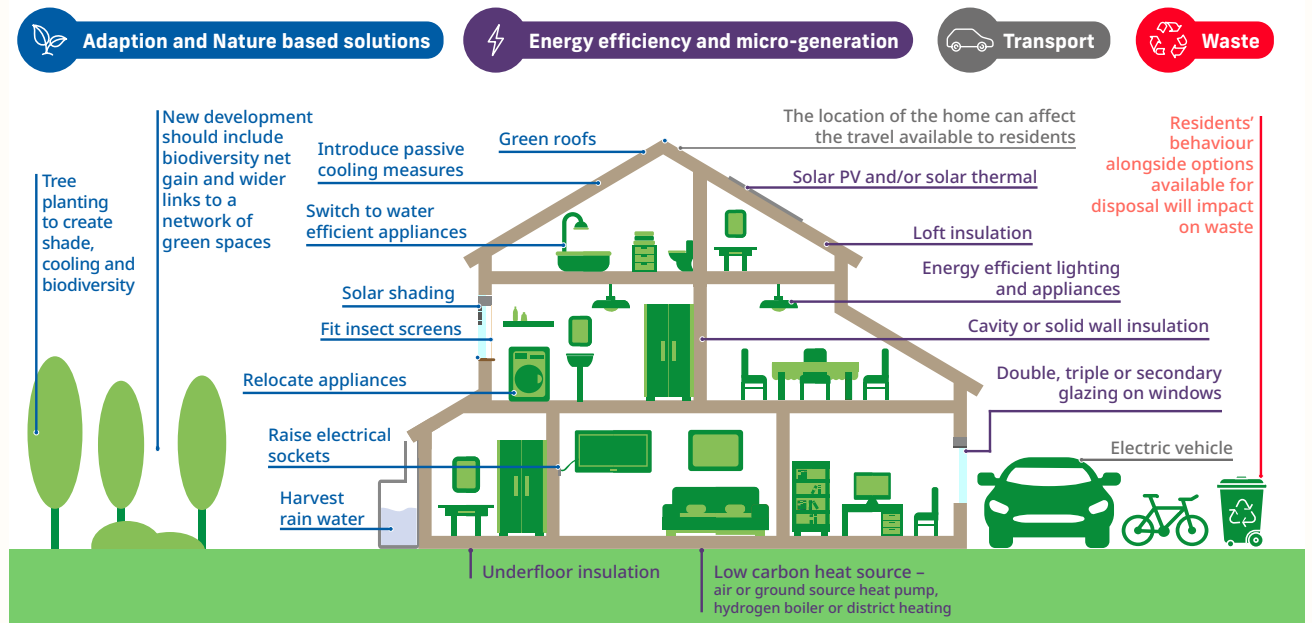 Adaption and Nature based solutions
Energy efficiency and micro-generation
Transport
Waste
Tree
planting
to create
shade,
cooling and
biodiversity
New development
should include
biodiversity net
gain and wider
links to a
network of
green spaces
Introduce passive
cooling measures
Green roofs
Switch to water
efficient appliances
Solar shading
Fit insect screens
Relocate appliances
Raise electrical
sockets
Harvest
rain water
The location of the home can affect
the travel available to residents
Solar PV and/or solar thermal
Loft insulation
Energy efficient lighting
and appliances
Cavity or solid wall insulation
Double, triple or secondary
glazing on windows
Electric vehicle
Residents’
behaviour
alongside options
available for
disposal will impact
on waste
Underfloor insulation
Low carbon heat source –
air or ground source heat pump,
hydrogen boiler or district heating